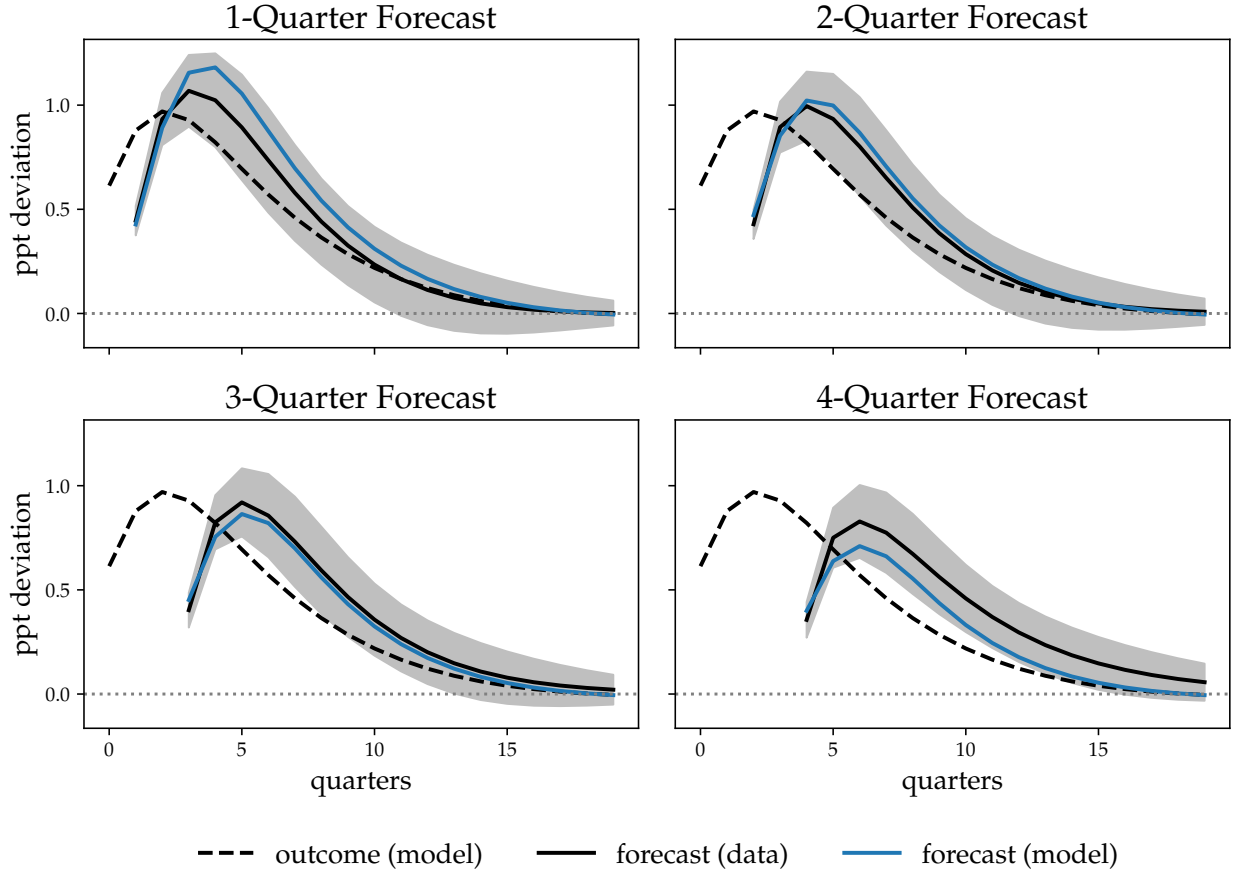 1-Quarter Forecast
2-Quarter Forecast
ppt deviation
1.0
0.5
0.0
3-Quarter Forecast
4-Quarter Forecast
ppt deviation
1.0
0.5
0.0
0 5 10 15
0 5 10 15
quarters
quarters
outcome (model) forecast (data) forecast (model)